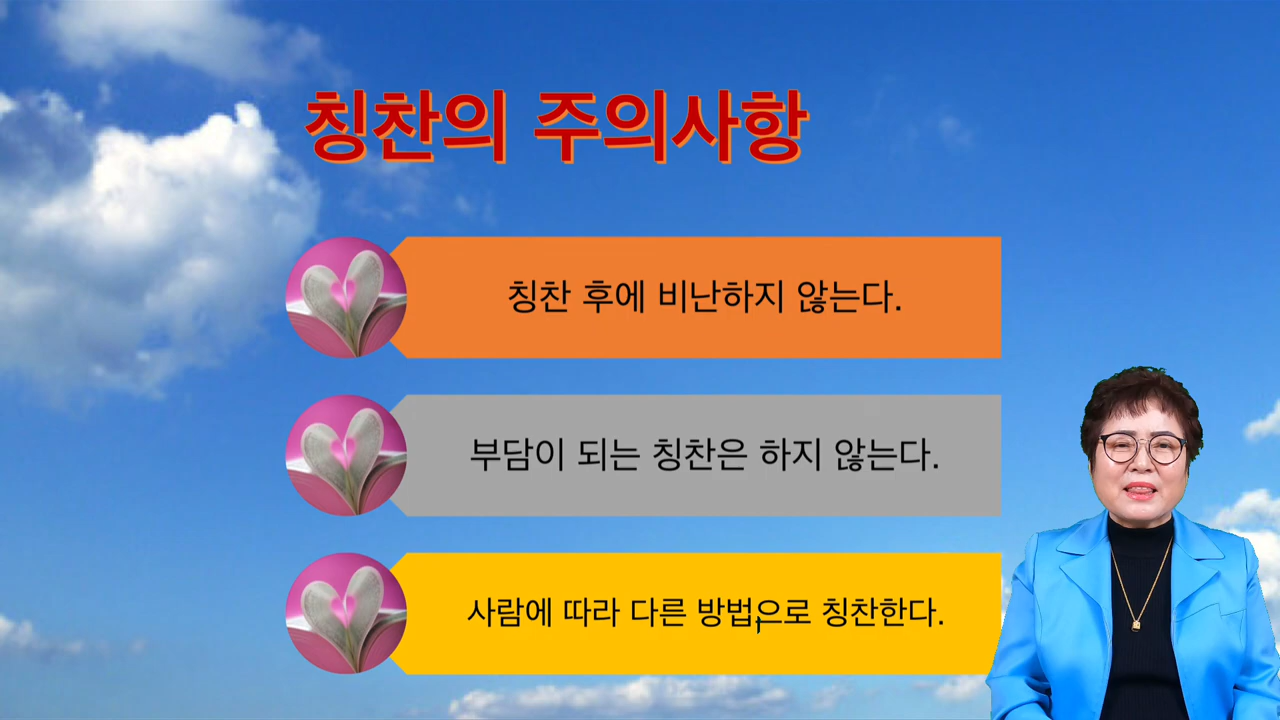 칭찬의 주의사항
칭찬 후에 비난하지 않는다.
부담이 되는 칭찬은 하지 않는다.
사람에 따라 다른 방법으로 칭찬한다.